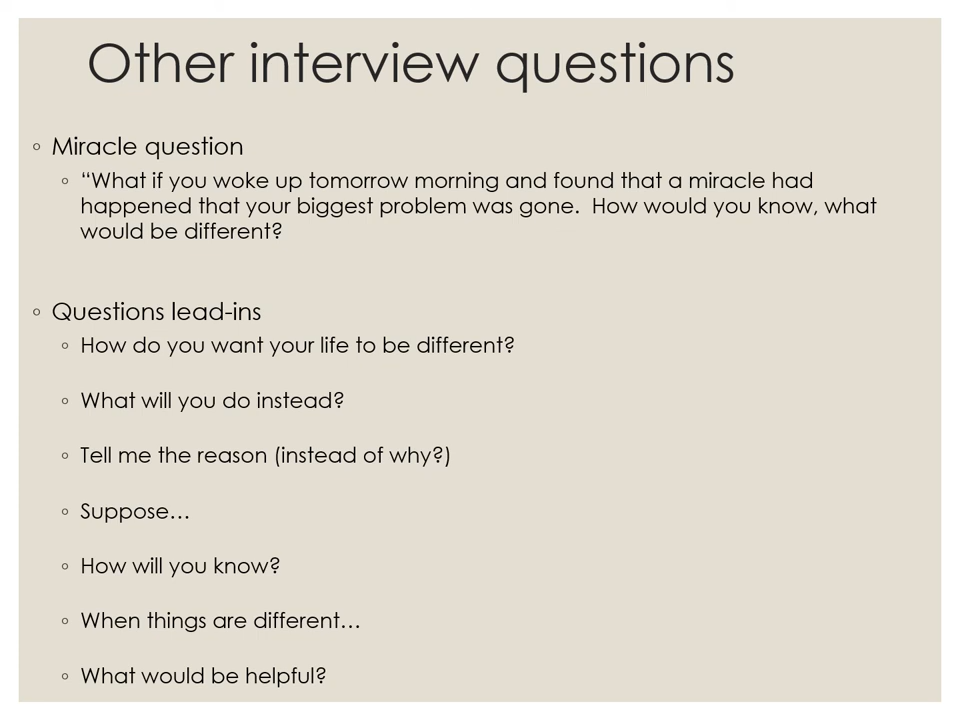 Other interview questions
◦ Miracle question
◦ “What if you woke up tomorrow morning and found that a miracle had
happened that your biggest problem was gone.  How would you know, what
would be different?
◦ Questions lead-ins
◦ How do you want your life to be different?
◦ What will you do instead?
◦ Tell me the reason (instead of why?)
◦ Suppose…
◦ How will you know?
◦ When things are different…
◦ What would be helpful?